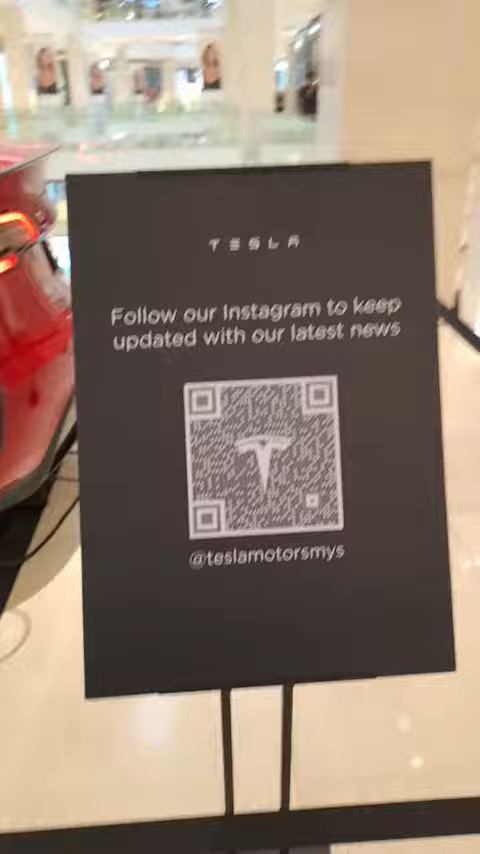 TESLA
Follow our Instagram to keep
updated with our latest news
@teslamotorsmys